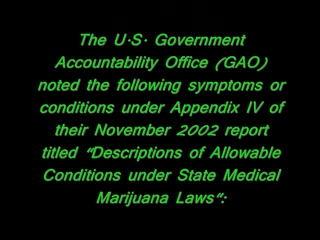 The U.S. Government
Accountability Office (GAO)
noted the following symptoms or
conditions under Appendix IV of
their November 2002 report
titled "Descriptions of Allowable
Conditions under State Medical
Marijuana Laws":